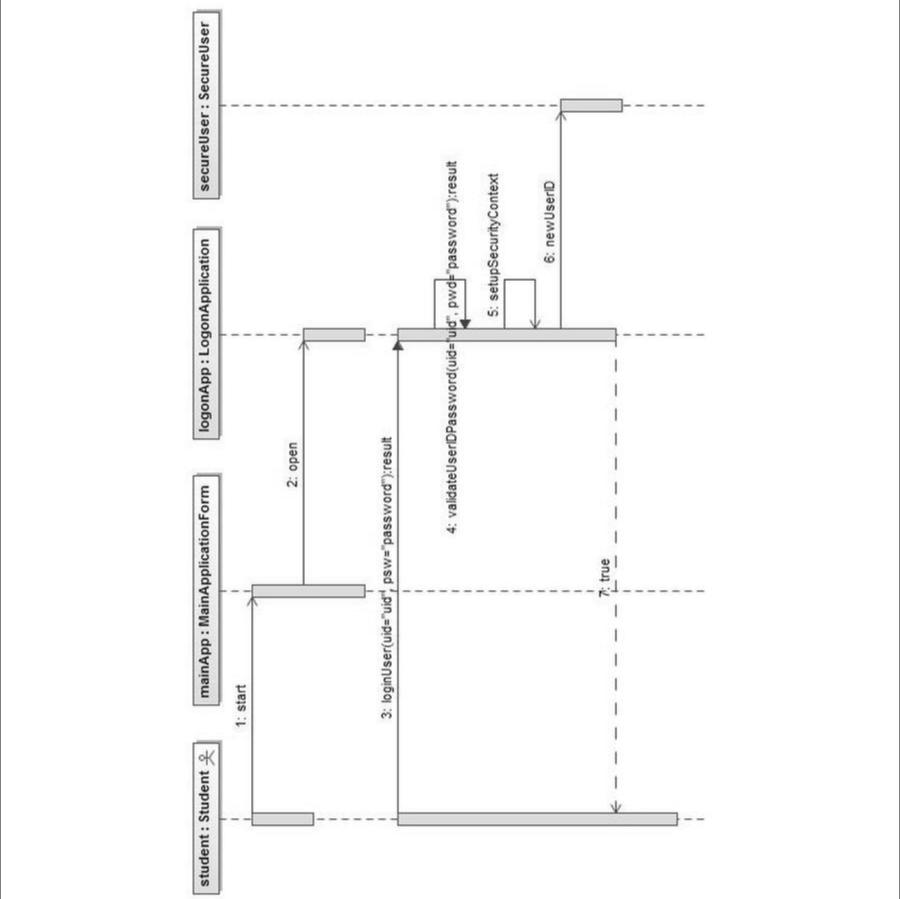 student : Student
mainApp : MainApplicationForm
logonApp : LogonApplication
secureUser : SecureUser
1: start
2: open
3: loginUser(uid="uid", psw="password"):result
4: validateUserIDPassword(uid="uid", pwd="password"):result
5: setupSecurityContext
6: newUserID
7: true